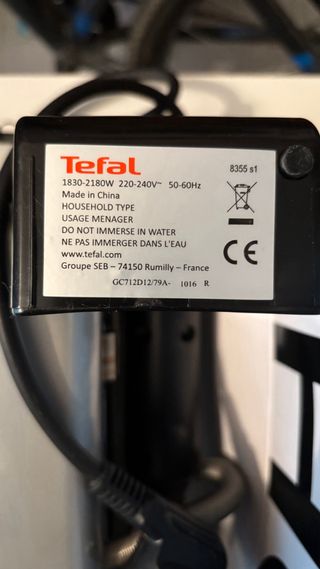 Tefal
8355 s1
1830-2180W 220-240V~ 50-60Hz
Made in China
HOUSEHOLD TYPE
USAGE MENAGER
DO NOT IMMERSE IN WATER
NE PAS IMMERGER DANS L'EAU
www.tefal.com
Groupe SEB – 74150 Rumilly – France
CE
GC712D12/79A- 1016 R